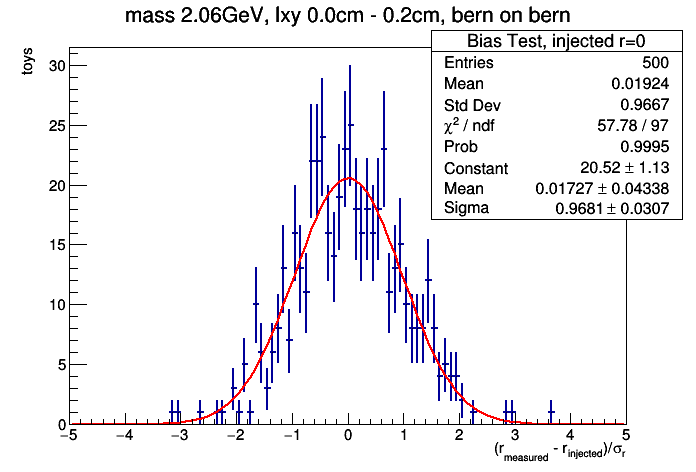 mass 2.06GeV, lxy 0.0cm - 0.2cm, bern on bern
Bias Test, injected r=0
Entries 500
Mean 0.01924
Std Dev 0.9667
χ² / ndf 57.78 / 97
Prob 0.9995
Constant 20.52 ± 1.13
Mean 0.01727 ± 0.04338
Sigma 0.9681 ± 0.0307
toys
30
25
20
15
10
5
0
−5 −4 −3 −2 −1 0 1 2 3 4 5
(r_measured - r_injected)/σ_r